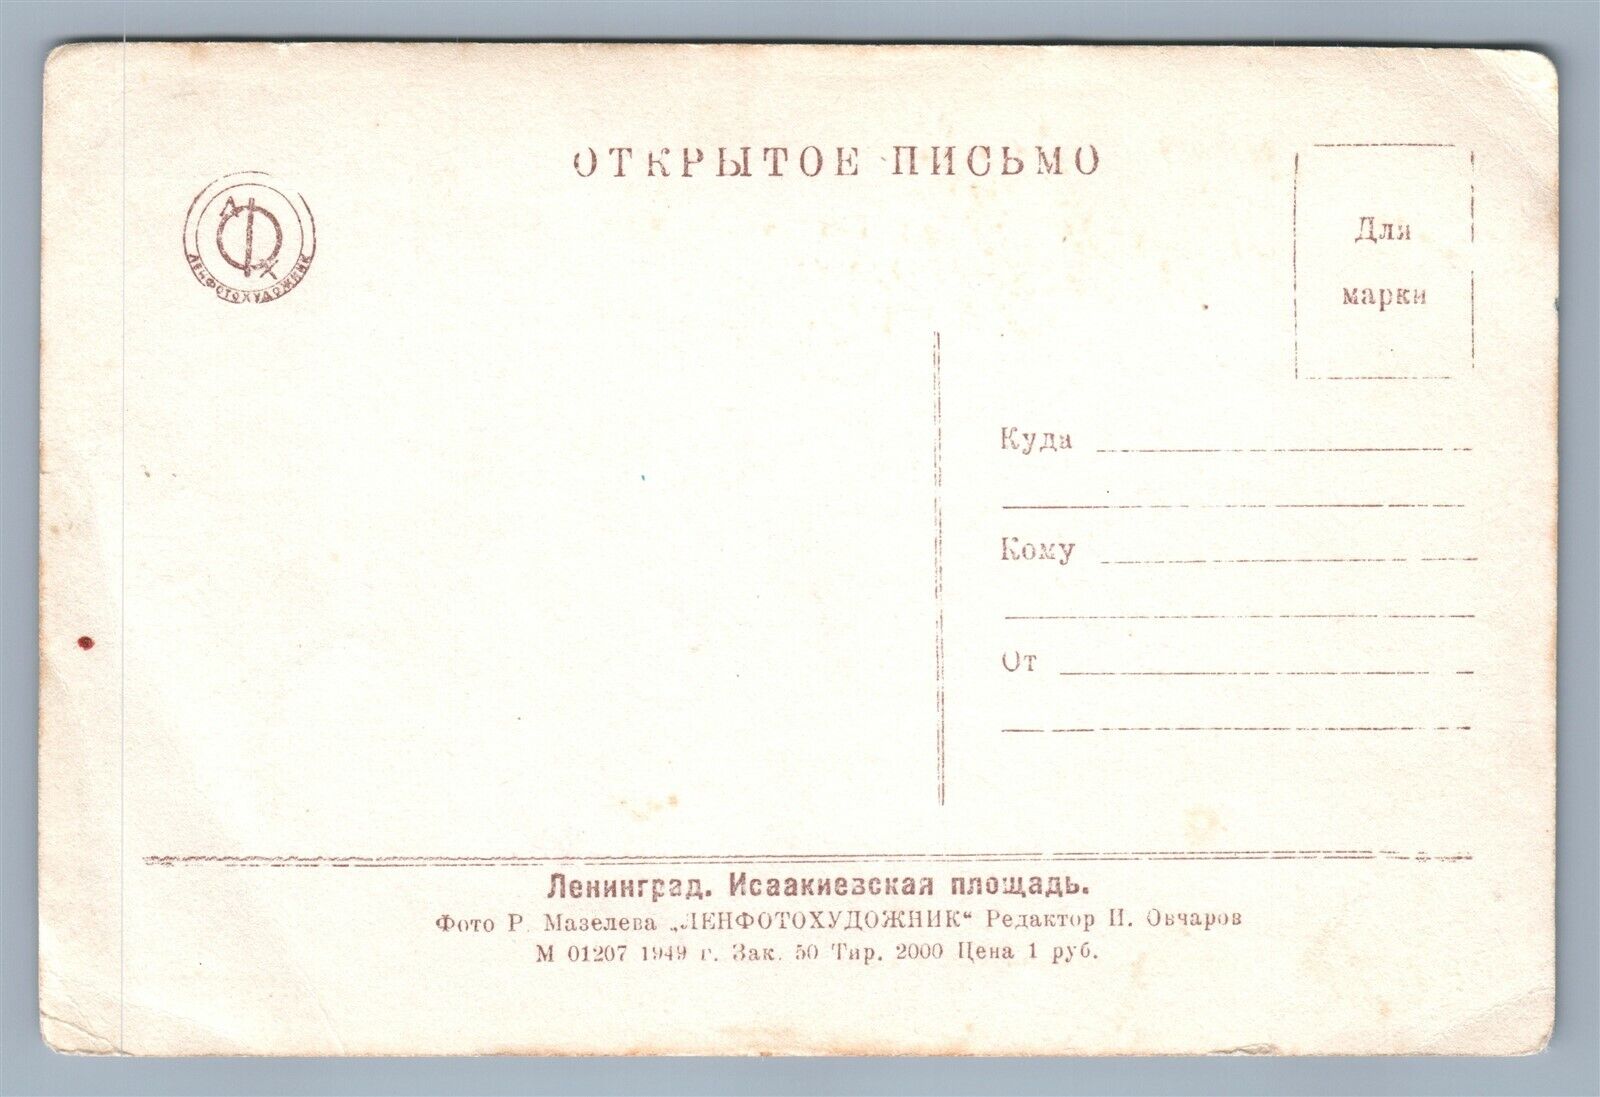 ОТКРЫТОЕ ПИСЬМО
ЛЕНФОТОХУДОЖНИК
Для
марки
Куда
Кому
От
Ленинград. Исаакиевская площадь.
Фото Р. Мазелева „ЛЕНФОТОХУДОЖНИК“ Редактор И. Овчаров
М 01207 1949 г. Зак. 50 Тир. 2000 Цена 1 руб.